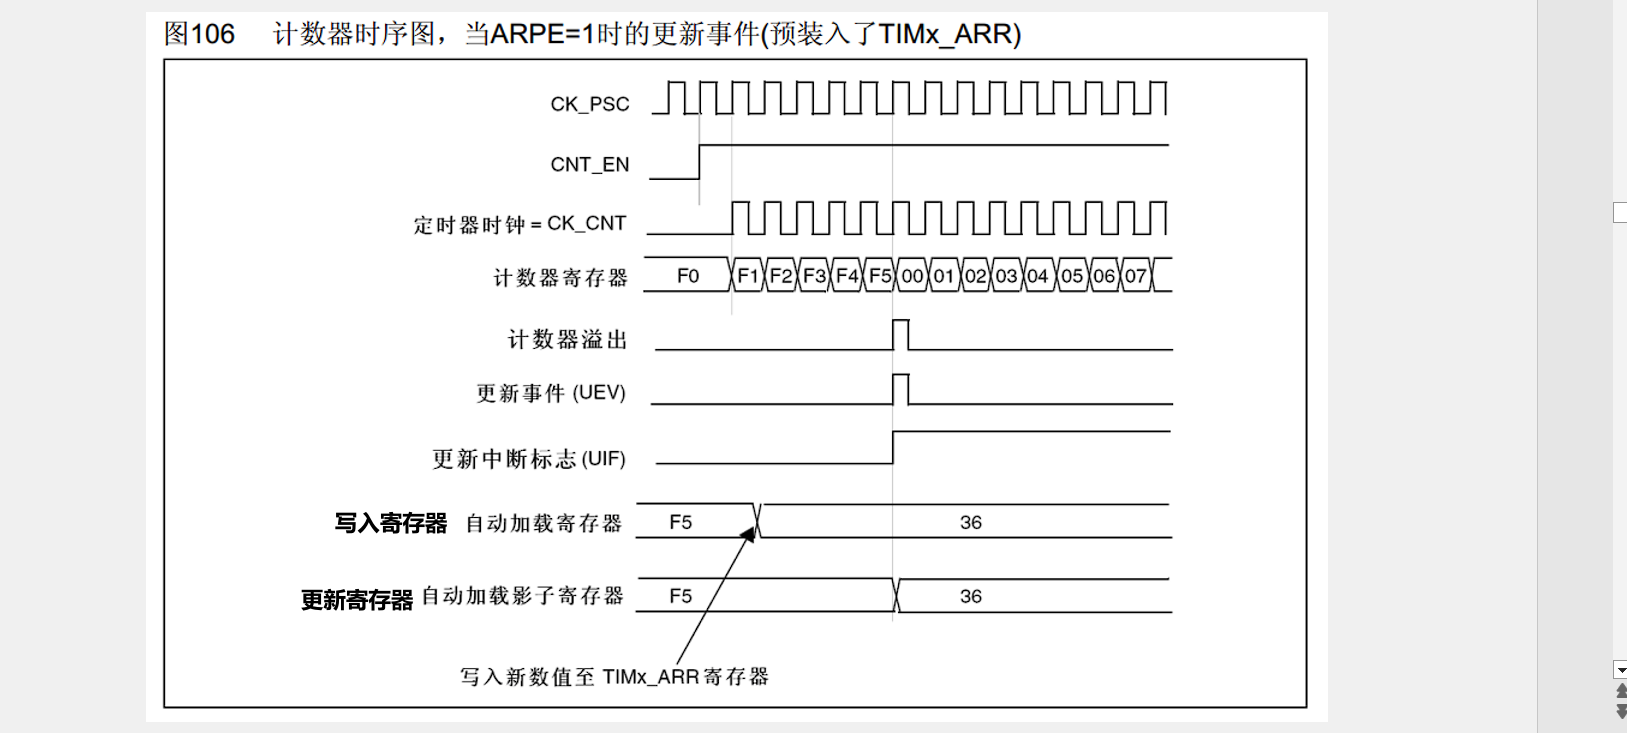 图106 计数器时序图，当ARPE=1时的更新事件(预装入了TIMx_ARR)
CK_PSC
CNT_EN
定时器时钟 = CK_CNT
计数器寄存器 F0 F1 F2 F3 F4 F5 00 01 02 03 04 05 06 07
计数器溢出
更新事件 (UEV)
更新中断标志 (UIF)
写入寄存器 自动加载寄存器 F5 36
更新寄存器 自动加载影子寄存器 F5 36
写入新数值至 TIMx_ARR 寄存器